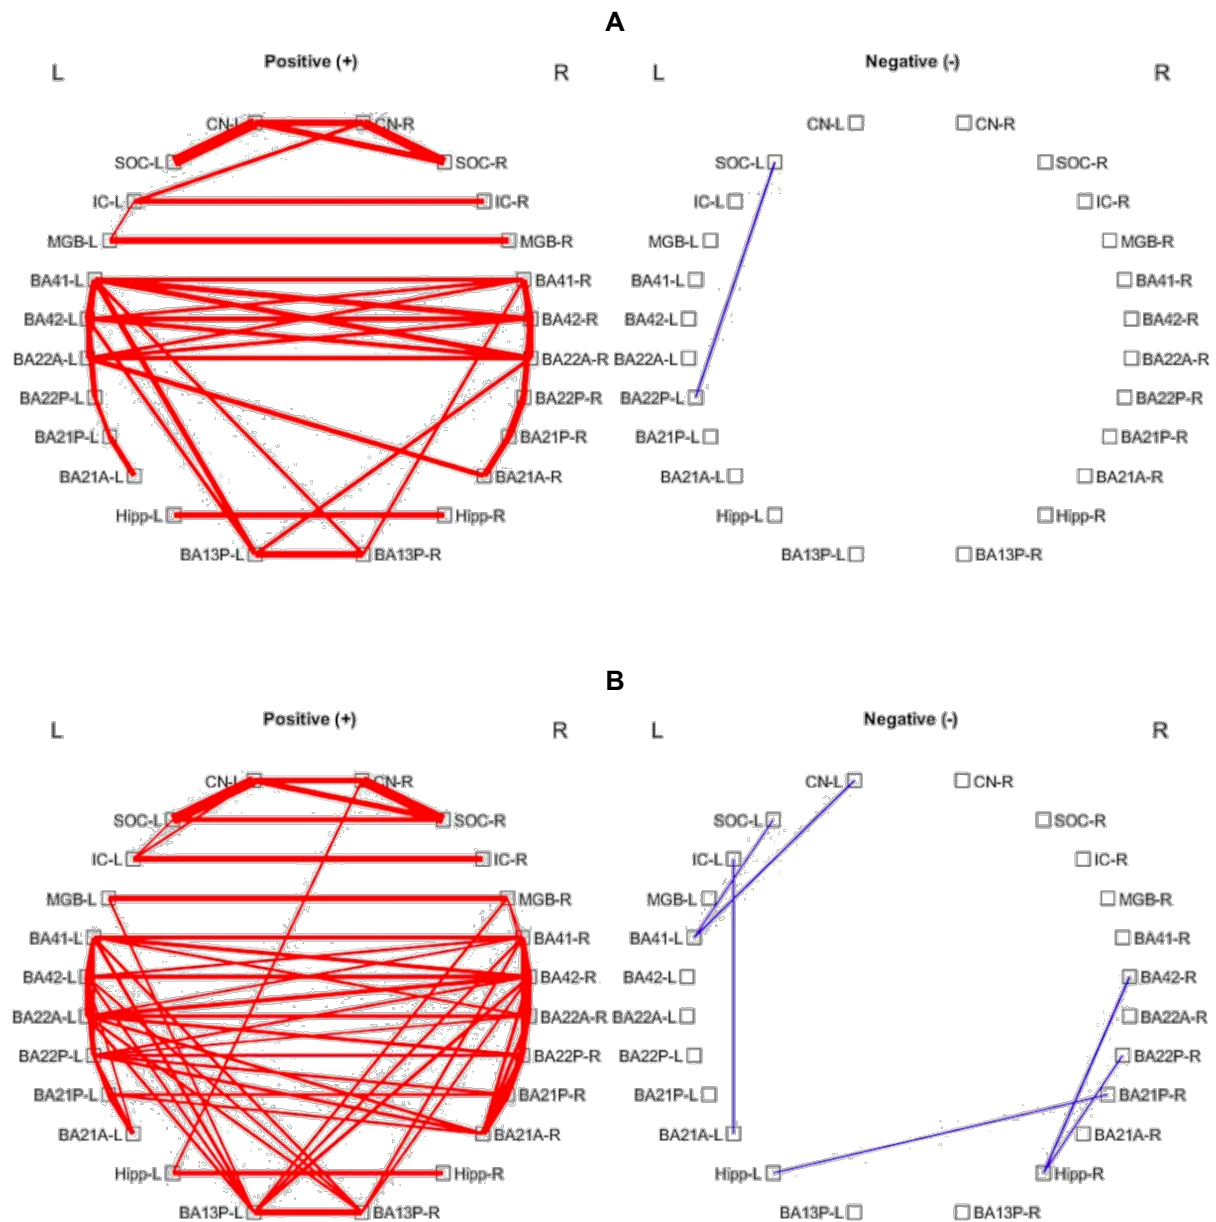 A
Positive (+)
Negative (-)
L
R
L
R
CN-L
CN-R
CN-L
CN-R
SOC-L
SOC-R
SOC-L
SOC-R
IC-L
IC-R
IC-L
IC-R
MGB-L
MGB-R
MGB-L
MGB-R
BA41-L
BA41-R
BA41-L
BA41-R
BA42-L
BA42-R
BA42-L
BA42-R
BA22A-L
BA22A-R
BA22A-L
BA22A-R
BA22P-L
BA22P-R
BA22P-L
BA22P-R
BA21P-L
BA21P-R
BA21P-L
BA21P-R
BA21A-L
BA21A-R
BA21A-L
BA21A-R
Hipp-L
Hipp-R
Hipp-L
Hipp-R
BA13P-L
BA13P-R
BA13P-L
BA13P-R
B
Positive (+)
Negative (-)
L
R
L
R
CN-L
CN-R
CN-L
CN-R
SOC-L
SOC-R
SOC-L
SOC-R
IC-L
IC-R
IC-L
IC-R
MGB-L
MGB-R
MGB-L
MGB-R
BA41-L
BA41-R
BA41-L
BA41-R
BA42-L
BA42-R
BA42-L
BA42-R
BA22A-L
BA22A-R
BA22A-L
BA22A-R
BA22P-L
BA22P-R
BA22P-L
BA22P-R
BA21P-L
BA21P-R
BA21P-L
BA21P-R
BA21A-L
BA21A-R
BA21A-L
BA21A-R
Hipp-L
Hipp-R
Hipp-L
Hipp-R
BA13P-L
BA13P-R
BA13P-L
BA13P-R